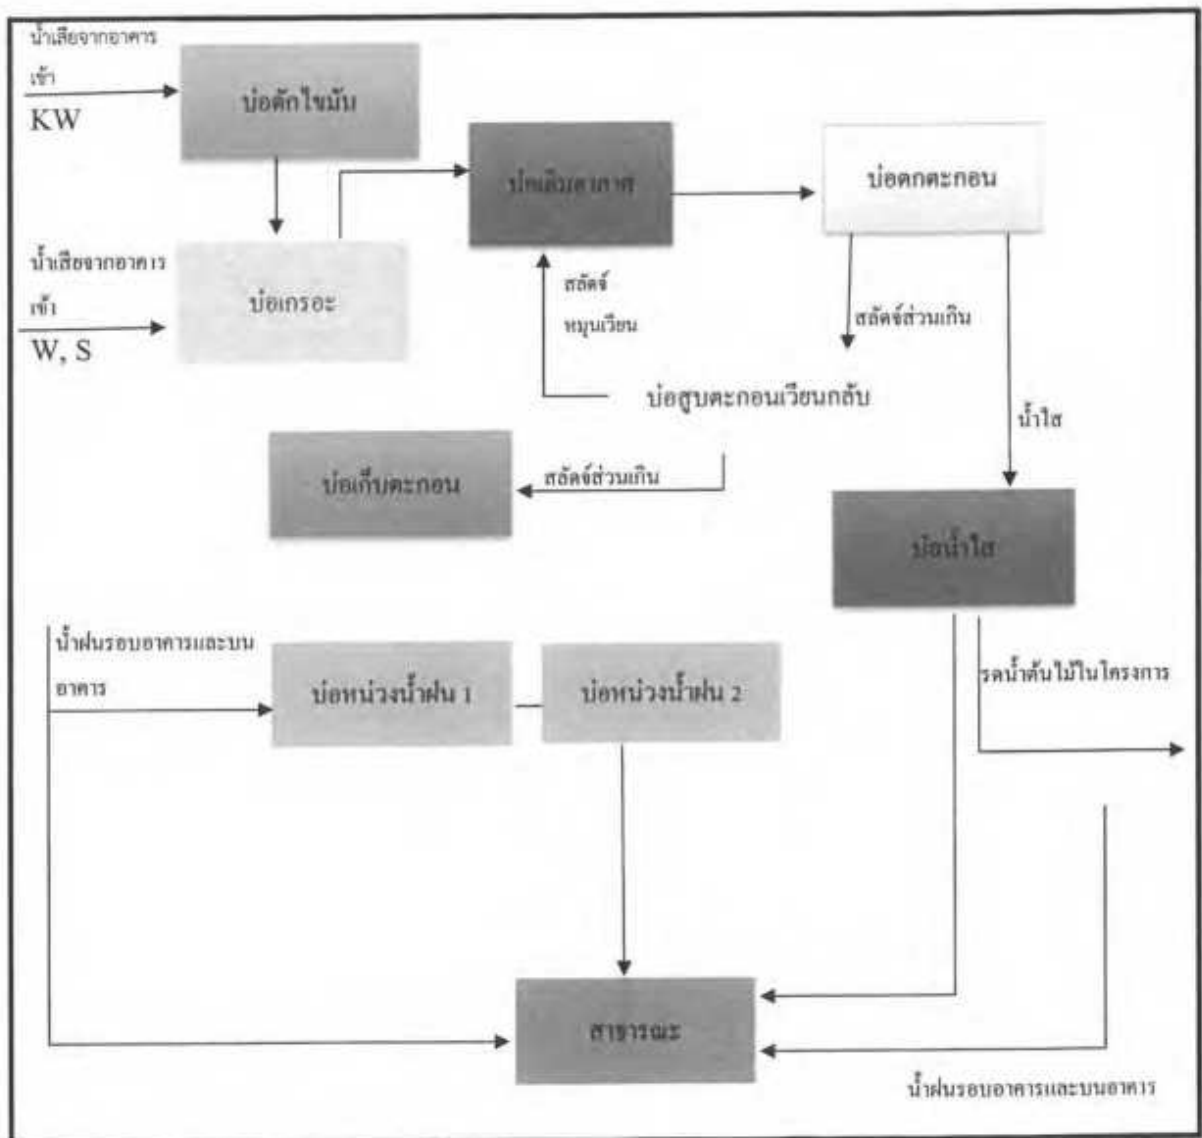 น้ำเสียจากอาคาร
เข้า
KW
บ่อดักไขมัน
บ่อเติมอากาศ
บ่อตกตะกอน
น้ำเสียจากอาคาร
เข้า
W, S
บ่อเกรอะ
สลัดจ์
หมุนเวียน
สลัดจ์ส่วนเกิน
บ่อสูบตะกอนเวียนกลับ
น้ำใส
บ่อเก็บตะกอน
สลัดจ์ส่วนเกิน
บ่อน้ำใส
น้ำฝนรอบอาคารและบน
อาคาร
บ่อหน่วงน้ำฝน 1
บ่อหน่วงน้ำฝน 2
รดน้ำต้นไม้ในโครงการ
สาธารณะ
น้ำฝนรอบอาคารและบนอาคาร